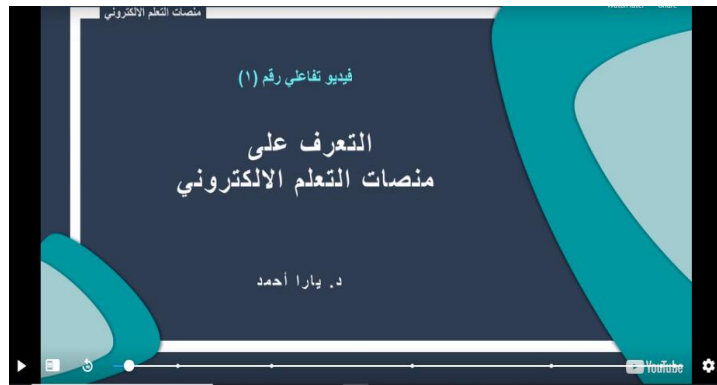 منصات التعلم الالكتروني
فيديو تفاعلي رقم (١)
التعرف على
منصات التعلم الالكتروني
د. يارا أحمد
YouTube